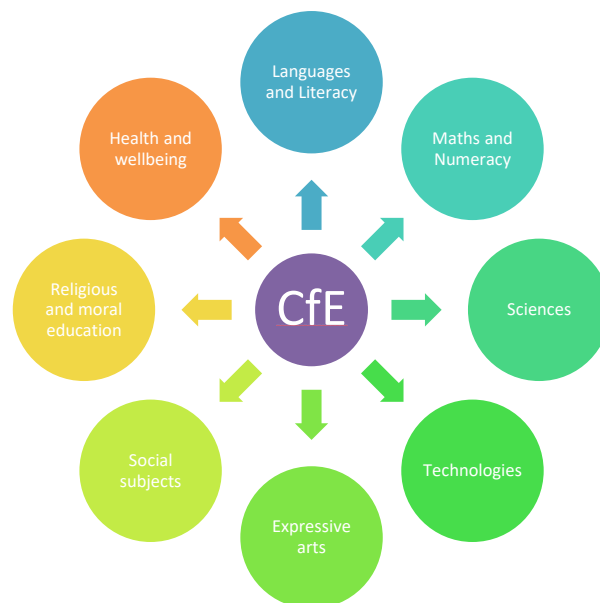 Languages
and Literacy
Maths and
Numeracy
Sciences
Technologies
Expressive
arts
Social
subjects
Religious
and moral
education
Health and
wellbeing
CfE